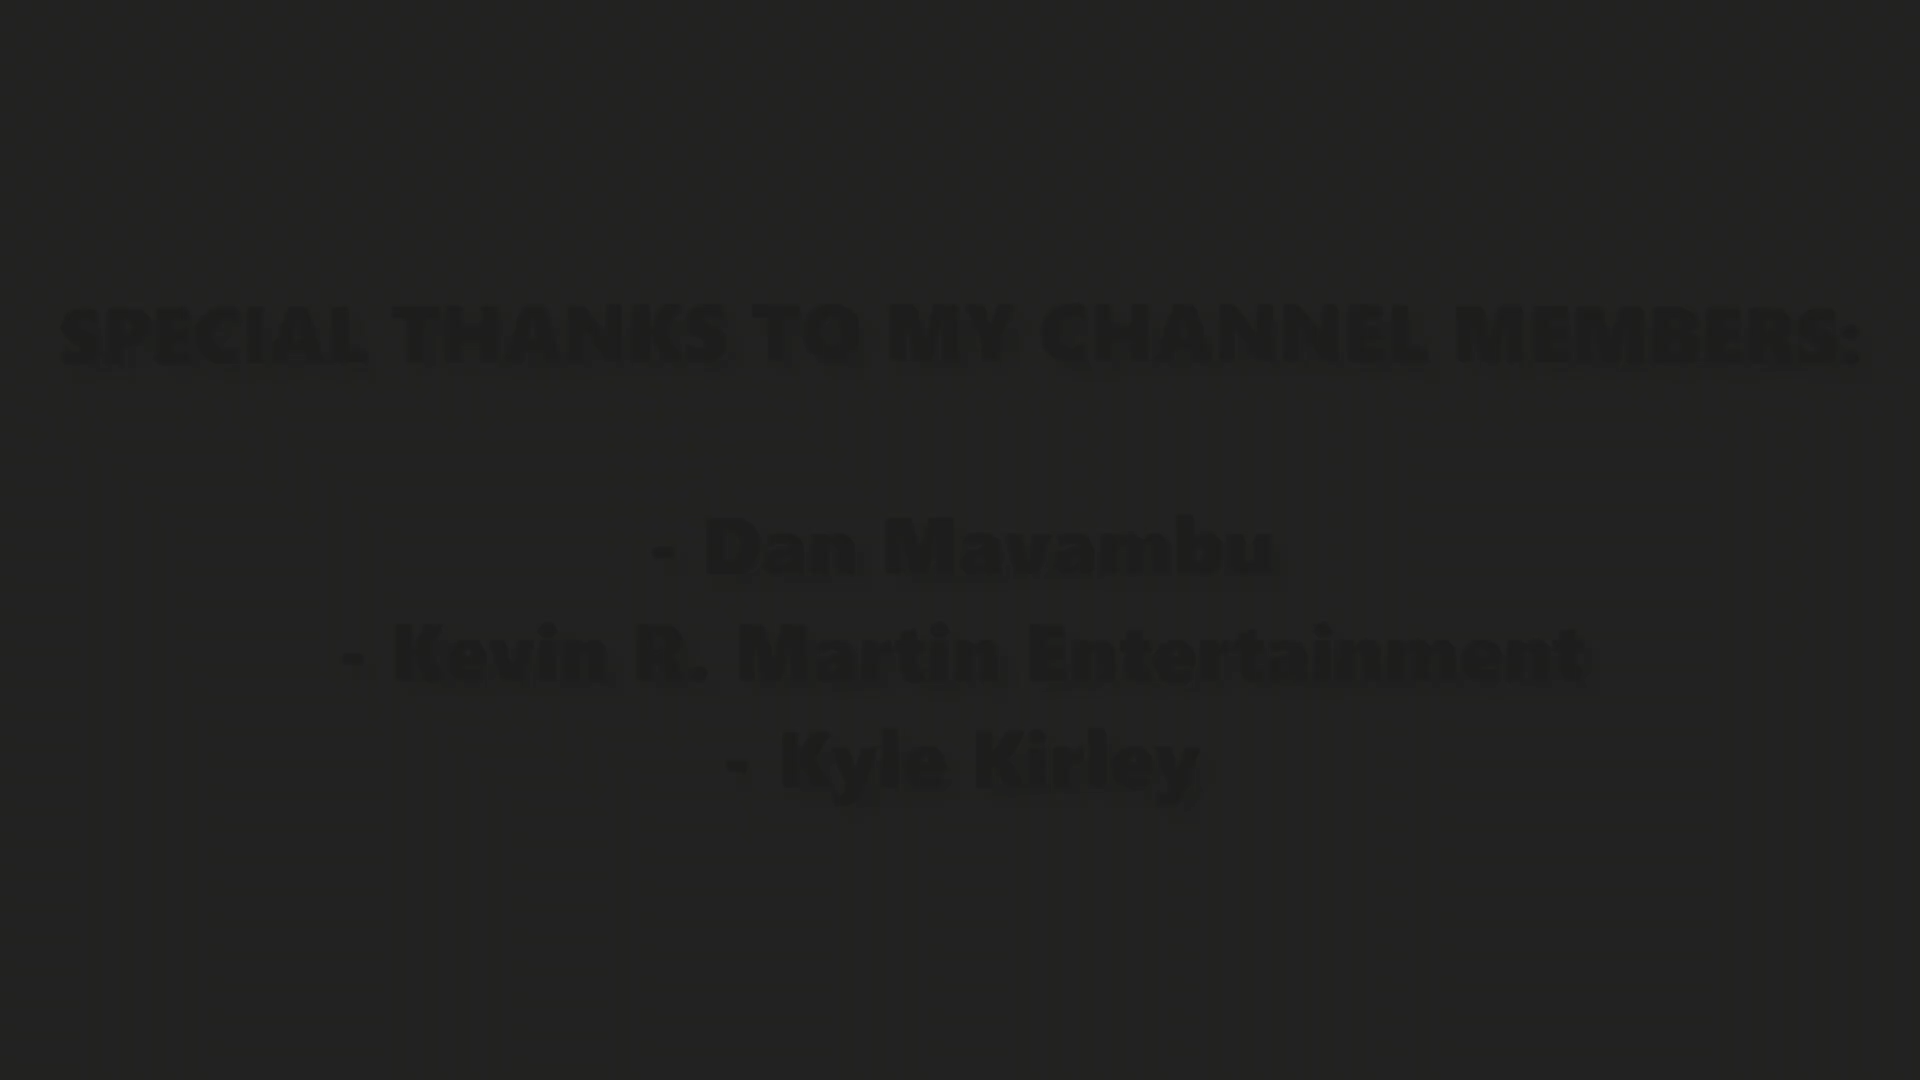 SPECIAL THANKS TO MY CHANNEL MEMBERS:
- Dan Mavambu
- Kevin R. Martin Entertainment
- Kyle Kirley